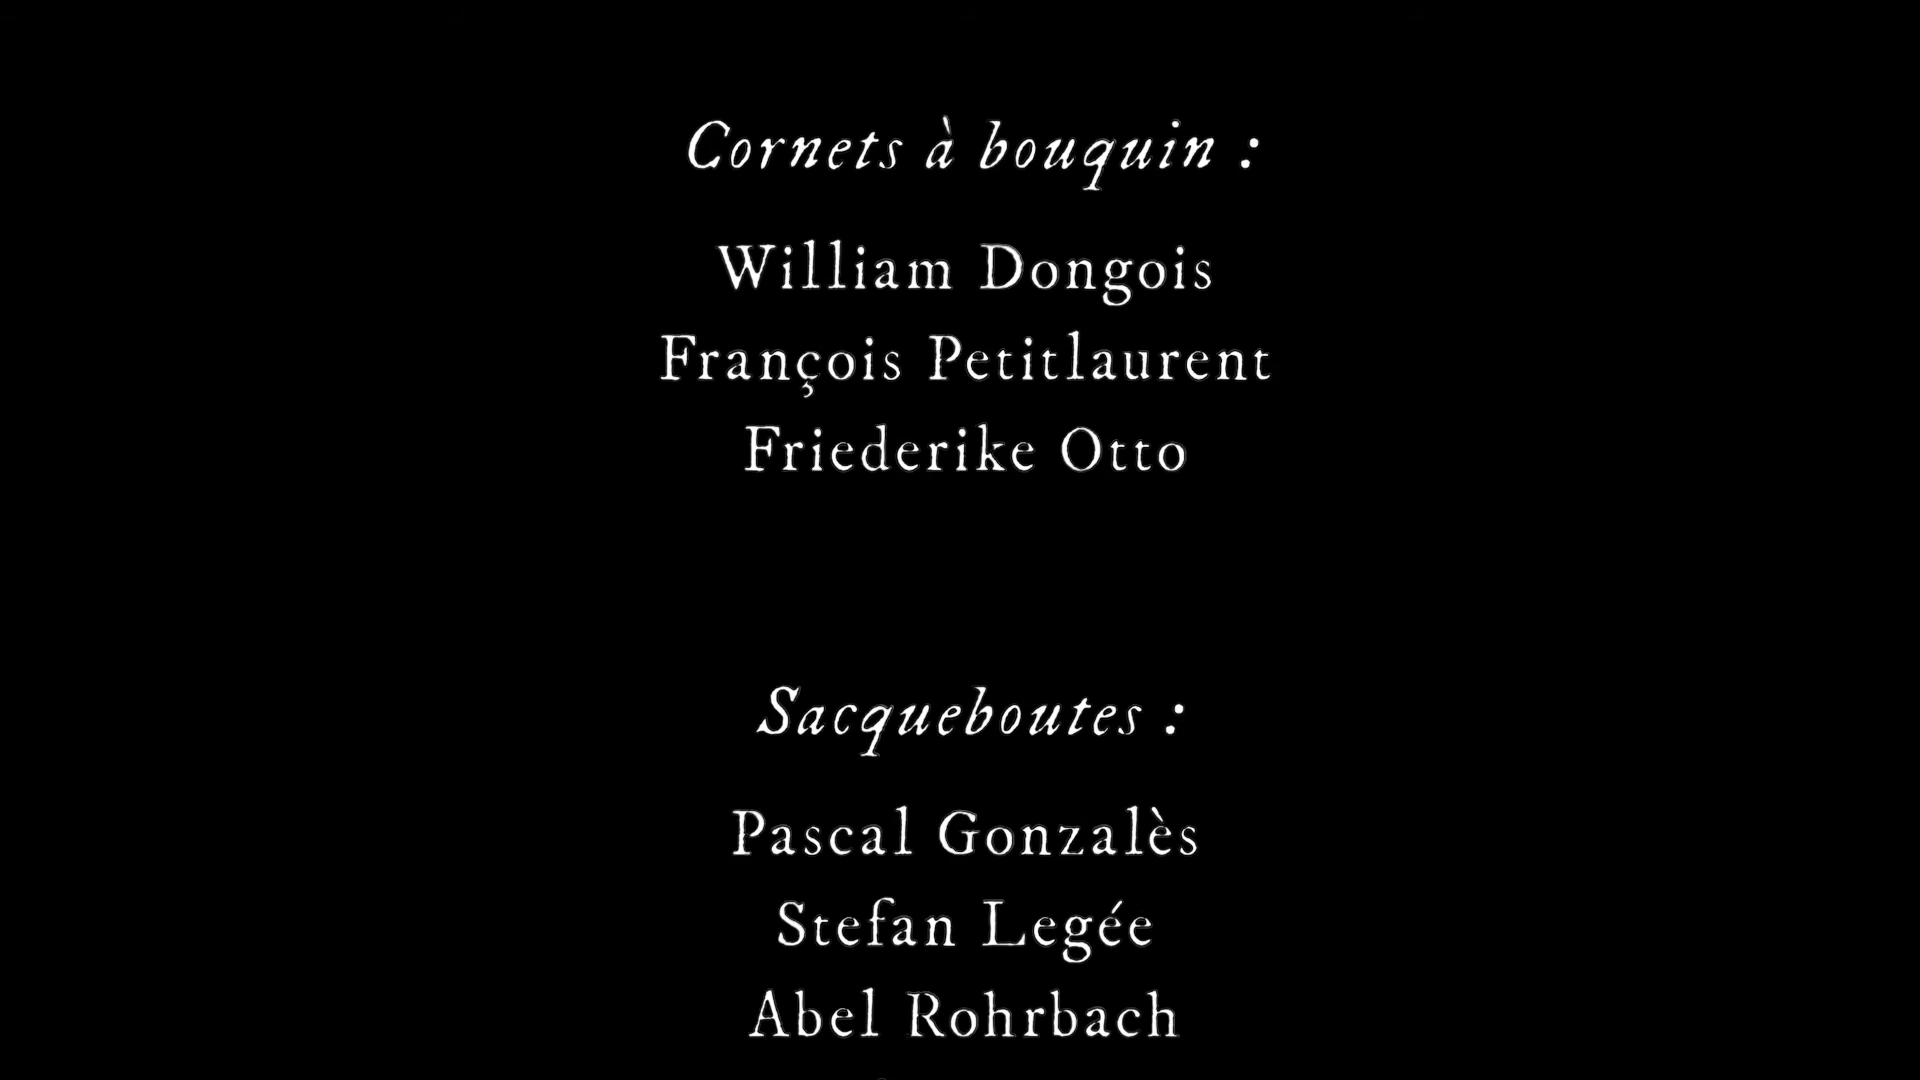 Cornets à bouquin :
William Dongois
François Petitlaurent
Friederike Otto
Sacqueboutes :
Pascal Gonzalès
Stefan Legée
Abel Rohrbach